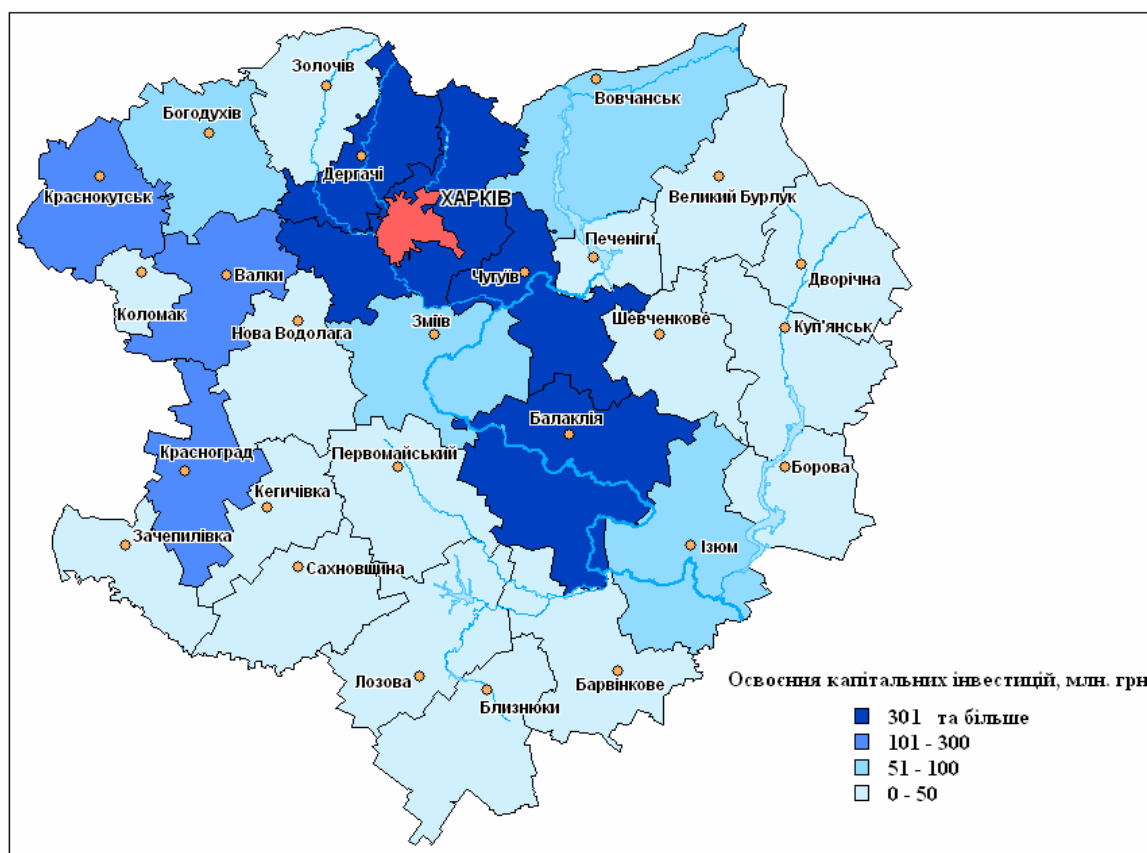 Золочів
Вовчанськ
Богодухів
Дергачі
Краснокутськ
ХАРКІВ
Великий Бурлук
Печеніги
Валки
Чугуїв
Дворічна
Коломак
Нова Водолага
Зміїв
Шевченкове
Куп'янськ
Балаклія
Красноград
Первомайський
Борова
Кегичівка
Зачепилівка
Ізюм
Сахновщина
Лозова
Барвінкове
Близнюки
Освоєння капітальних інвестицій, млн. грн
301 та більше
101 - 300
51 - 100
0 - 50